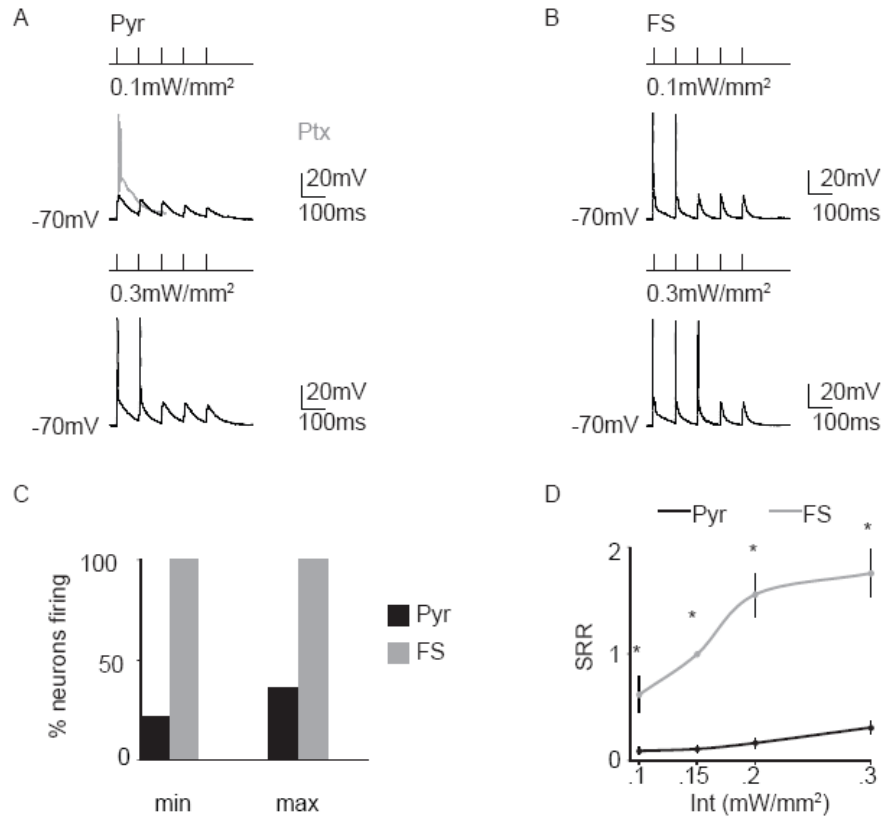 A
Pyr
0.1mW/mm²
Ptx
20mV
100ms
-70mV
0.3mW/mm²
20mV
100ms
-70mV
B
FS
0.1mW/mm²
20mV
100ms
-70mV
0.3mW/mm²
20mV
100ms
-70mV
C
% neurons firing
100
50
0
min
max
Pyr
FS
D
Pyr
FS
SRR
2
1
0
* * * *
.1 .15 .2 .3
Int (mW/mm²)